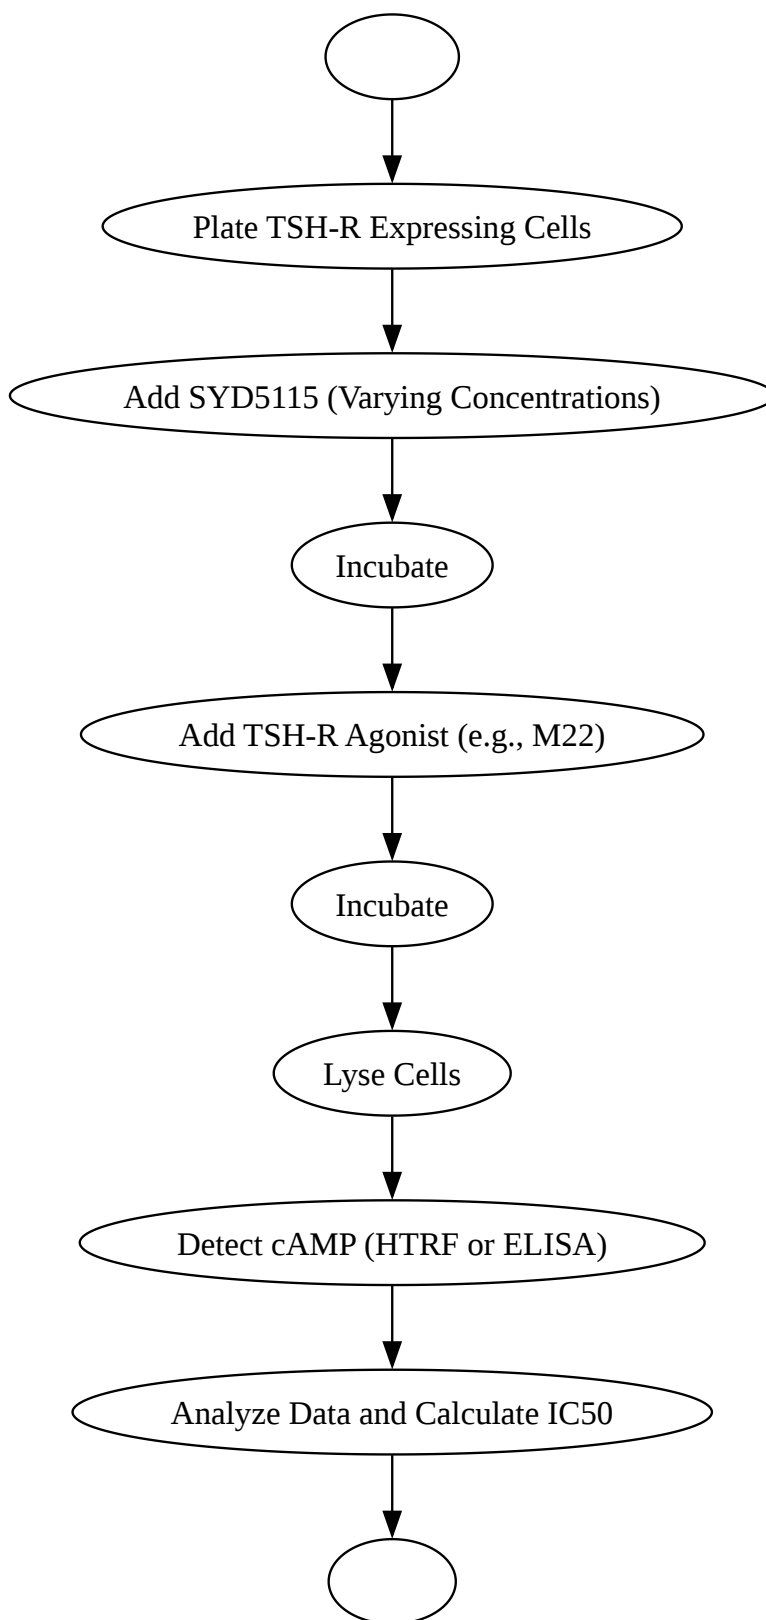 Plate TSH-R Expressing Cells
Add SYD5115 (Varying Concentrations)
Incubate
Add TSH-R Agonist (e.g., M22)
Incubate
Lyse Cells
Detect cAMP (HTRF or ELISA)
Analyze Data and Calculate IC50